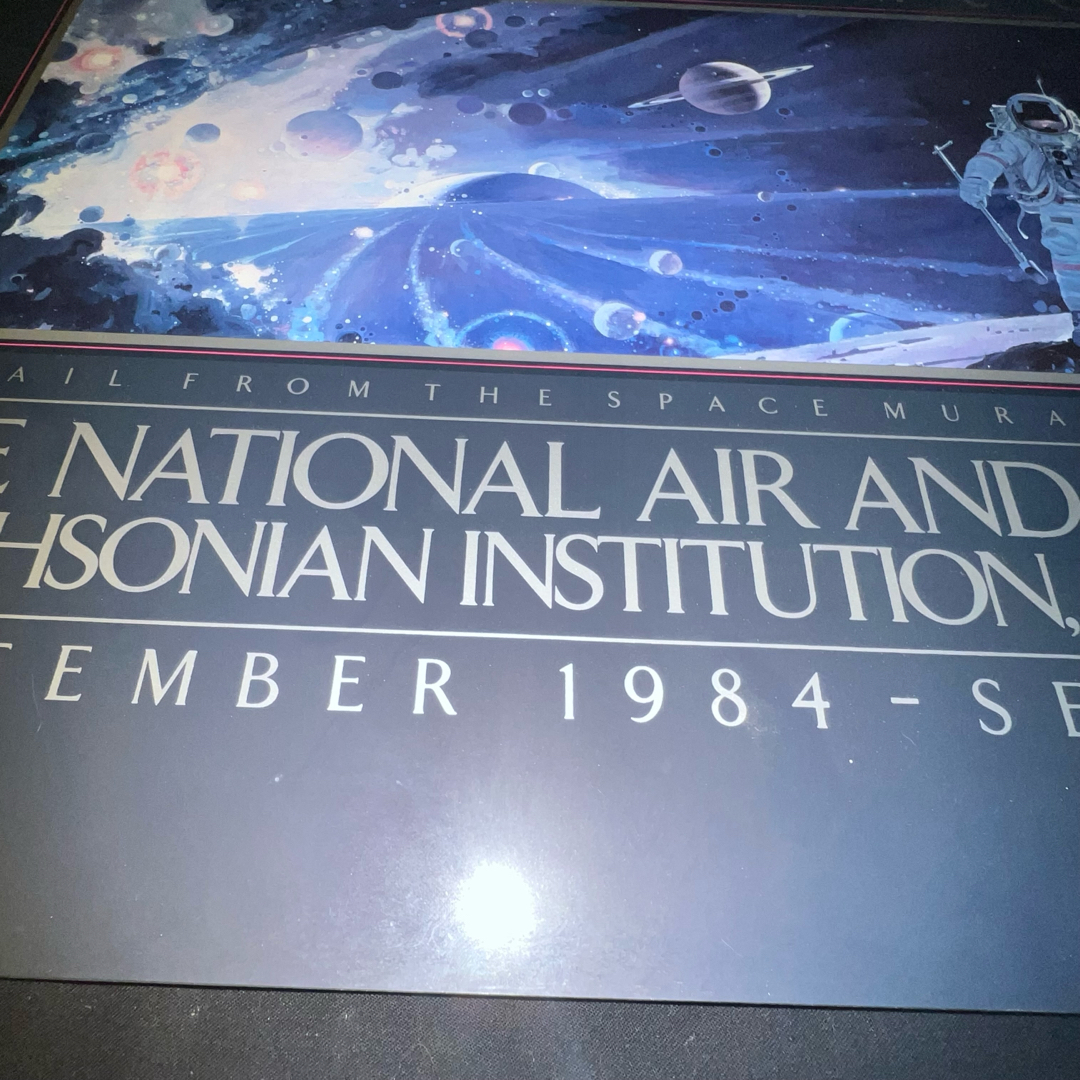 AIL FROM THE SPACE MURA
E NATIONAL AIR AND
HSONIAN INSTITUTION,
TEMBER 1984 - SE